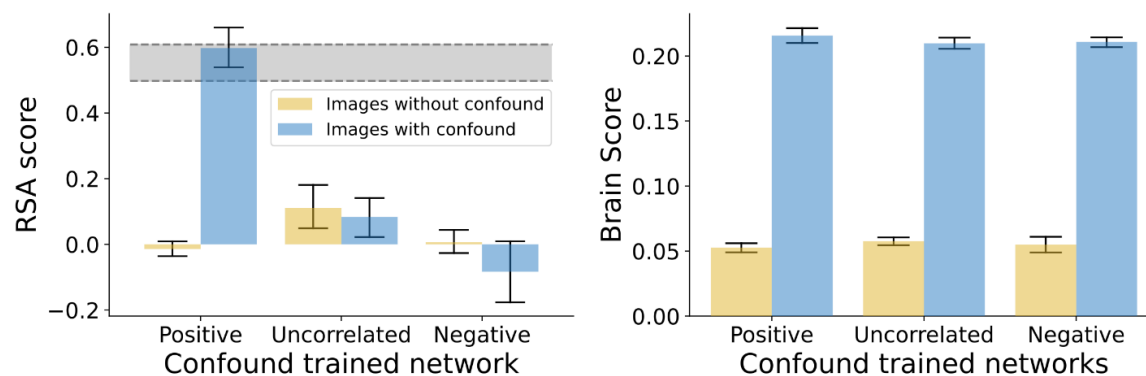 RSA score
0.6
0.4
0.2
0.0
−0.2
Images without confound
Images with confound
Positive Uncorrelated Negative
Confound trained network
Brain Score
0.20
0.15
0.10
0.05
0.00
Positive Uncorrelated Negative
Confound trained networks